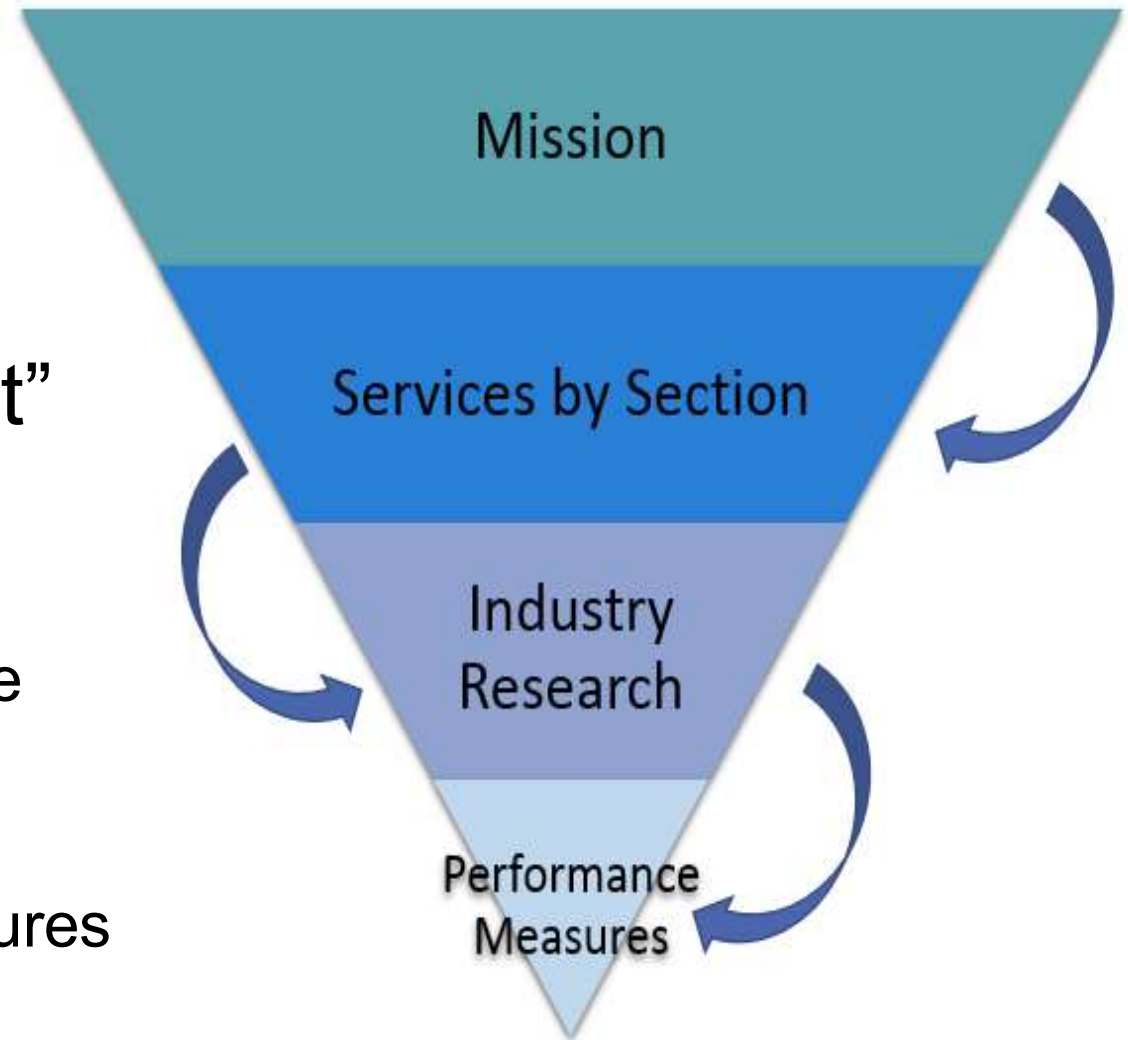 Mission
t”
Services by Section
Industry
Research
e
Performance
Measures
ures